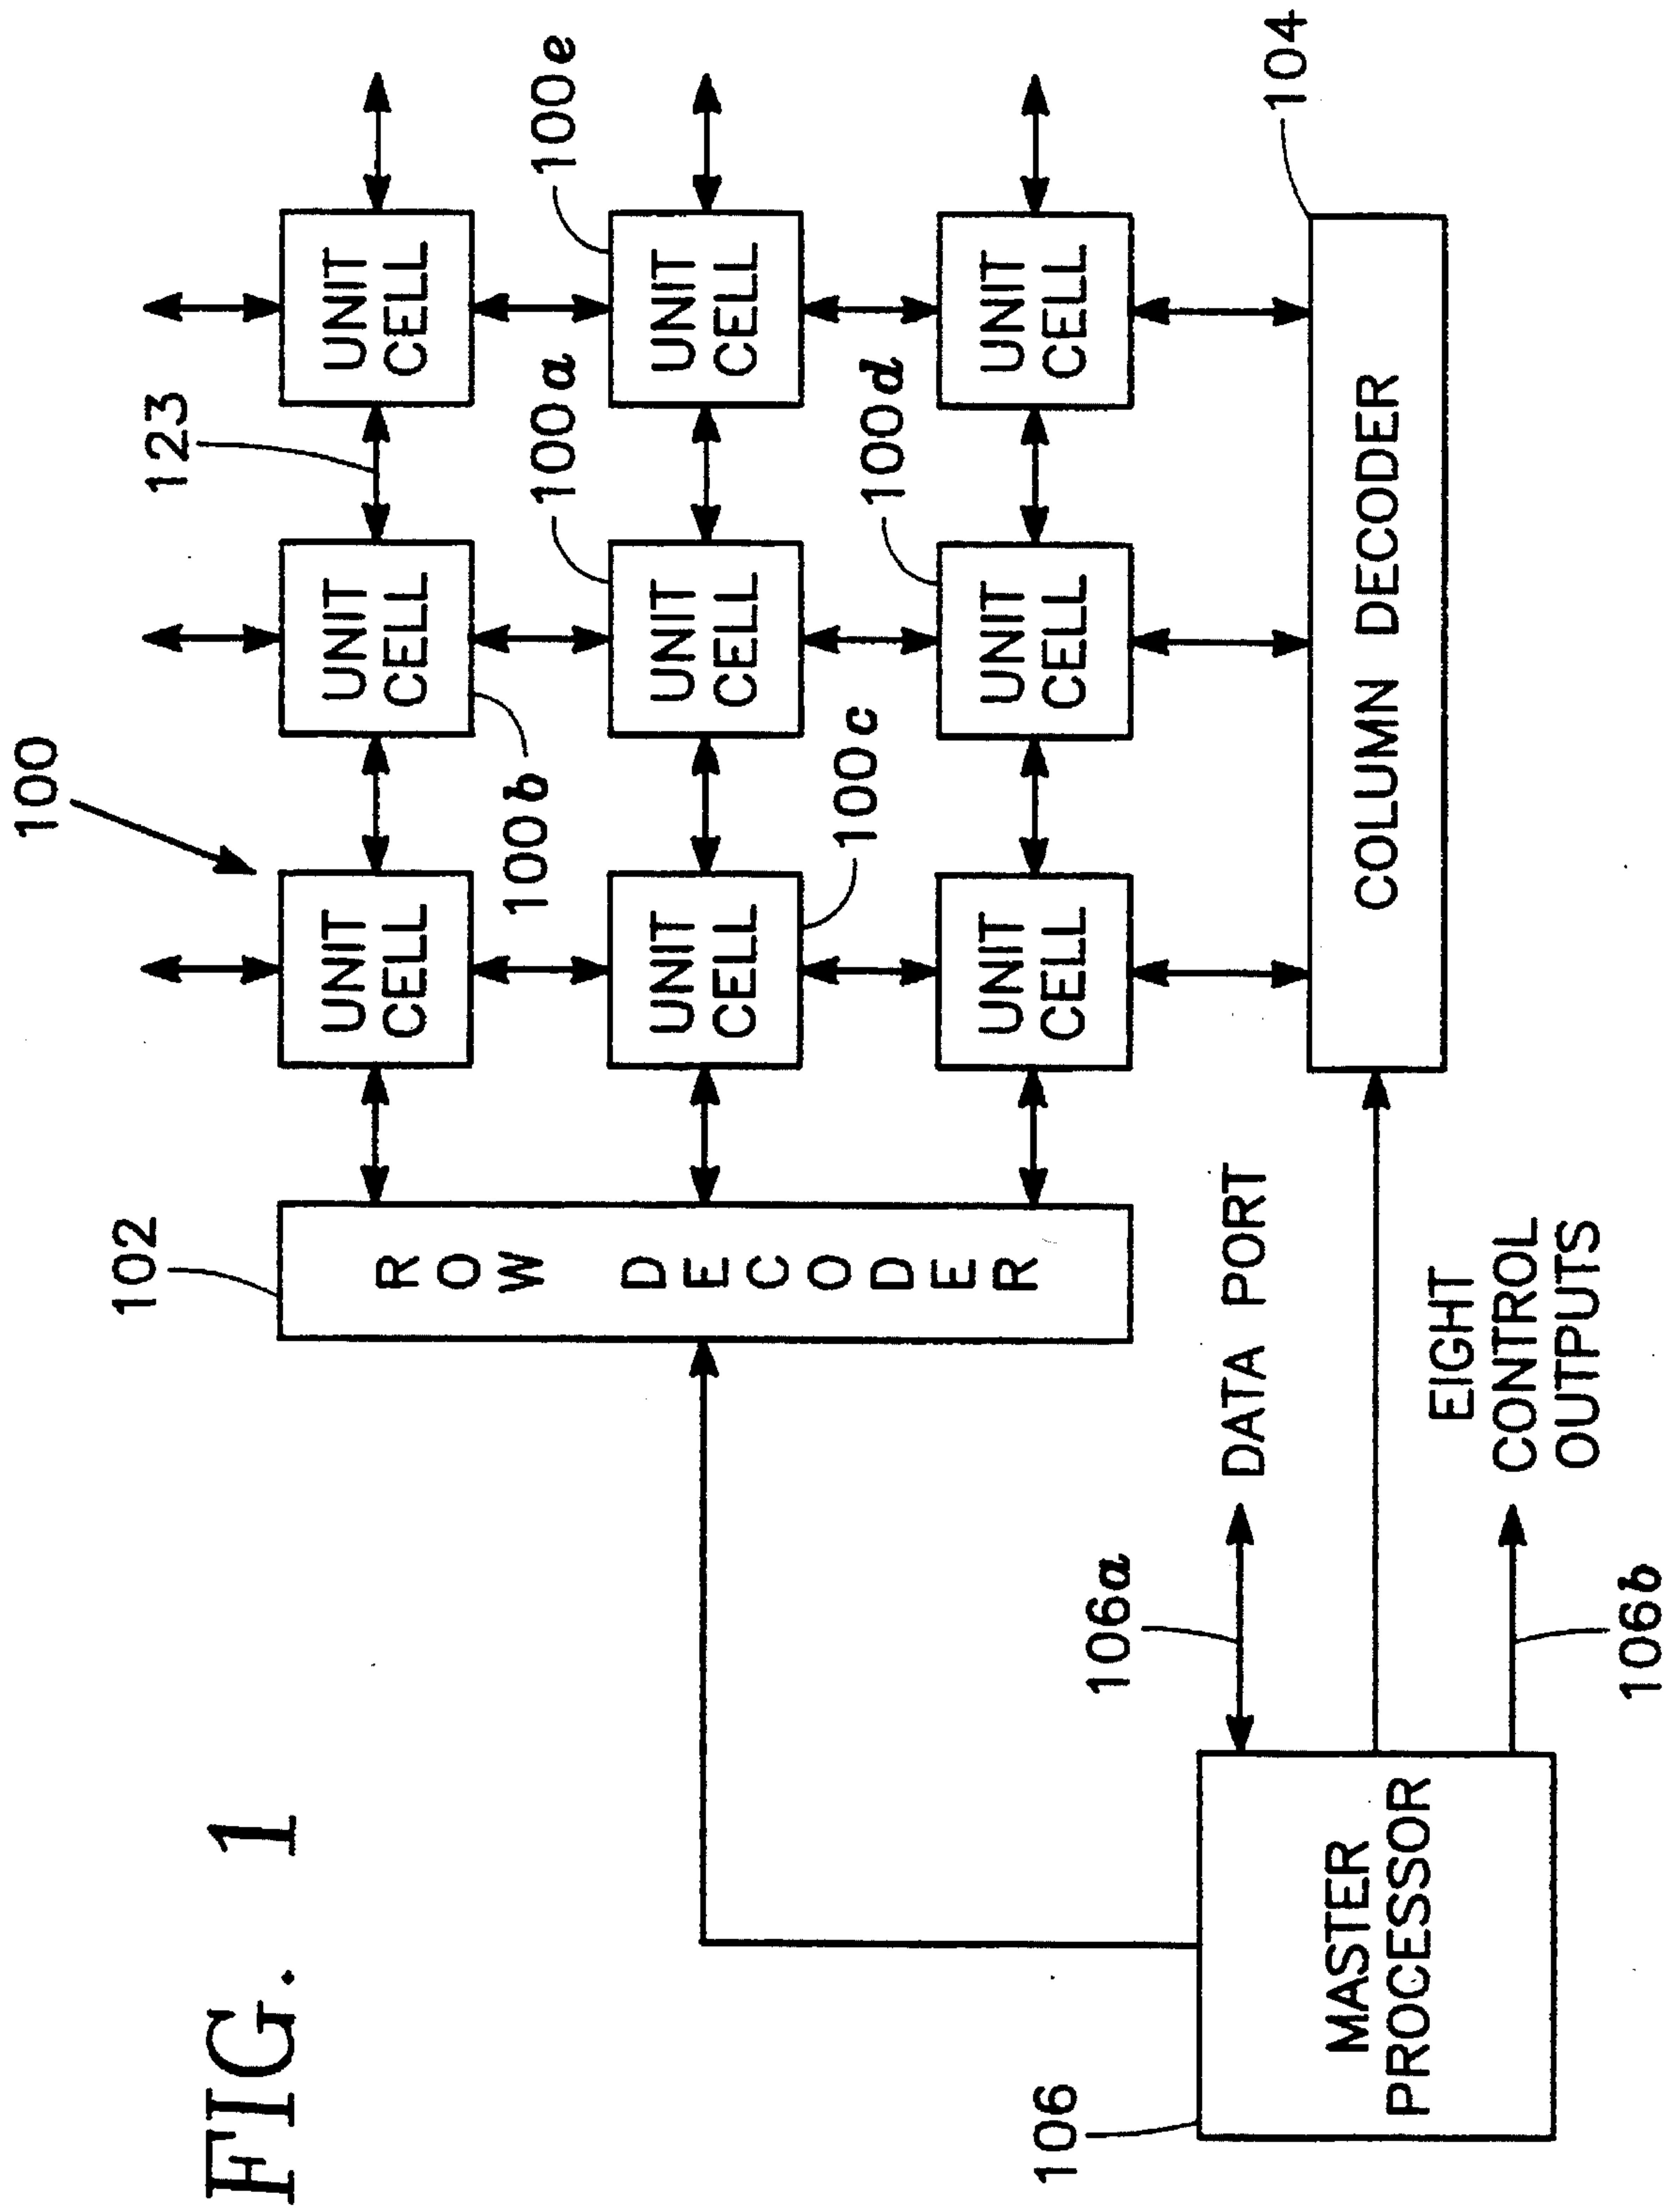 FIG. 1
100
102
123
UNIT
CELL
UNIT
CELL
UNIT
CELL
100b
100a
100e
ROW DECODER
UNIT
CELL
UNIT
CELL
UNIT
CELL
100c
100d
UNIT
CELL
UNIT
CELL
UNIT
CELL
104
COLUMN DECODER
106
MASTER
PROCESSOR
106a
DATA PORT
EIGHT
CONTROL
OUTPUTS
106b